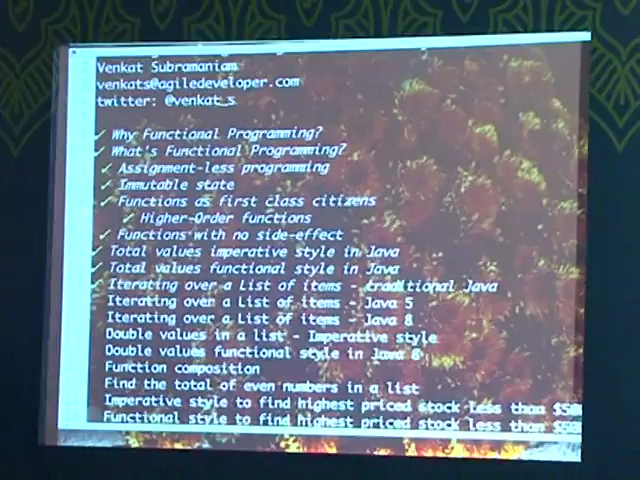 Venkat Subramaniam
venkats@agiledeveloper.com
twitter: @venkat_s
✓ Why Functional Programming?
✓ What's Functional Programming?
✓ Assignment-less programming
✓ Immutable state
✓ Functions as first class citizens
✓ Higher-Order functions
✓ Functions with no side-effect
✓ Total values imperative style in Java
✓ Total values functional style in Java
✓ Iterating over a List of items - traditional Java
Iterating over a List of items - Java 5
Iterating over a List of items - Java 8
Double values in a list - Imperative style
Double values functional style in Java 8
Function composition
Find the total of even numbers in a list
Imperative style to find highest priced stock less than
Functional style to find highest priced stock less than